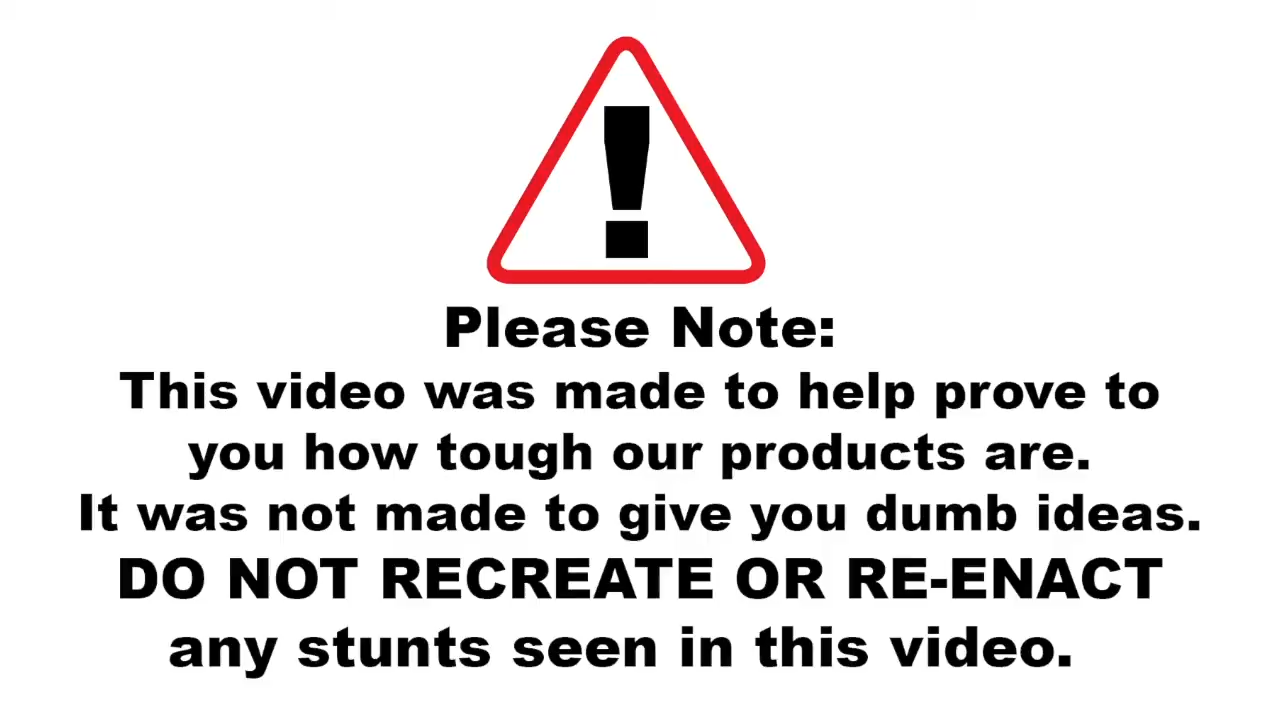 Please Note:
This video was made to help prove to
you how tough our products are.
It was not made to give you dumb ideas.
DO NOT RECREATE OR RE-ENACT
any stunts seen in this video.